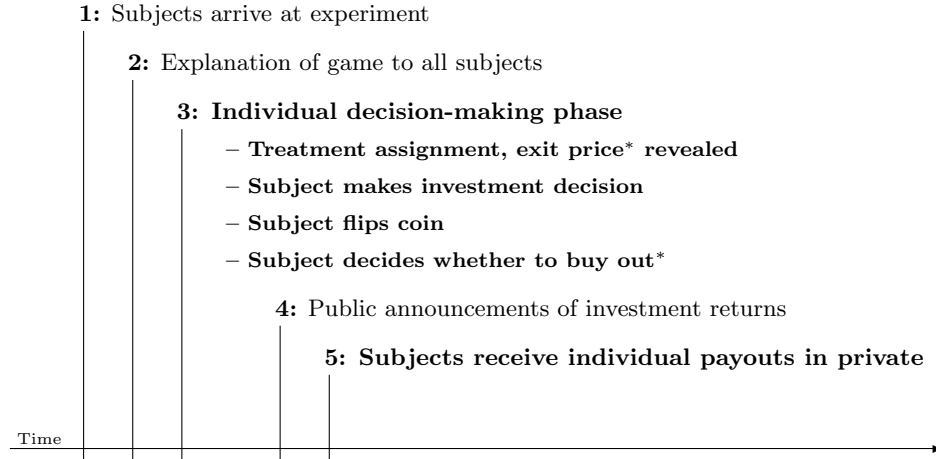 1: Subjects arrive at experiment
2: Explanation of game to all subjects
3: Individual decision-making phase
– Treatment assignment, exit price* revealed
– Subject makes investment decision
– Subject flips coin
– Subject decides whether to buy out*
4: Public announcements of investment returns
5: Subjects receive individual payouts in private
Time